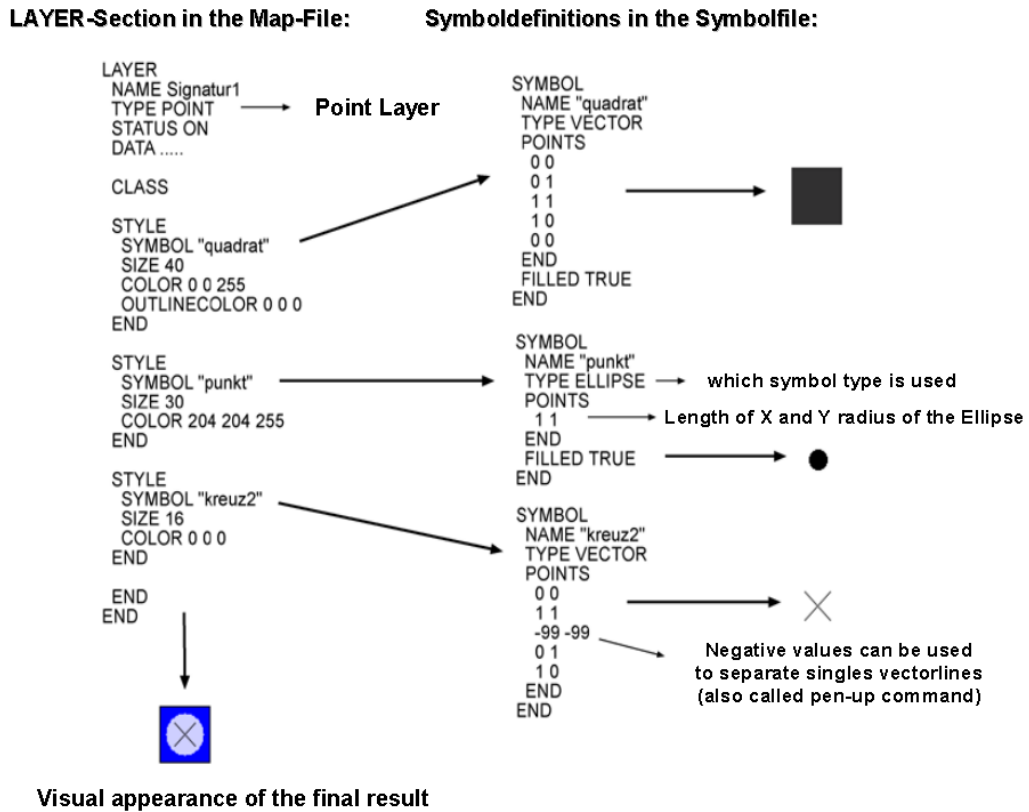 LAYER-Section in the Map-File:
Symboldefinitions in the Symbolfile:
LAYER
NAME Signatur1
TYPE POINT
Point Layer
STATUS ON
DATA .....
CLASS
STYLE
SYMBOL "quadrat"
SIZE 40
COLOR 0 0 255
OUTLINECOLOR 0 0 0
END
STYLE
SYMBOL "punkt"
SIZE 30
COLOR 204 204 255
END
STYLE
SYMBOL "kreuz2"
SIZE 16
COLOR 0 0 0
END
END
END
Visual appearance of the final result
SYMBOL
NAME "quadrat"
TYPE VECTOR
POINTS
0 0
0 1
1 1
1 0
0 0
END
FILLED TRUE
END
SYMBOL
NAME "punkt"
TYPE ELLIPSE
which symbol type is used
POINTS
1 1
Length of X and Y radius of the Ellipse
END
FILLED TRUE
END
SYMBOL
NAME "kreuz2"
TYPE VECTOR
POINTS
0 0
1 1
-99 -99
0 1
1 0
END
END
Negative values can be used
to separate singles vectorlines
(also called pen-up command)